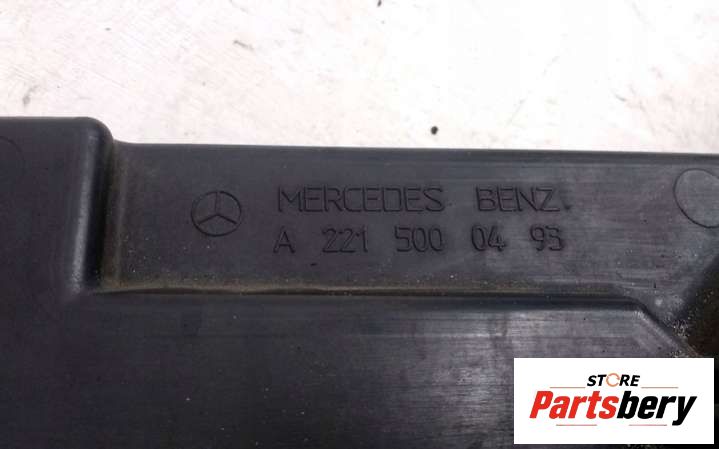 MERCEDES BENZ
A 221 500 04 93
STORE
Partsbery